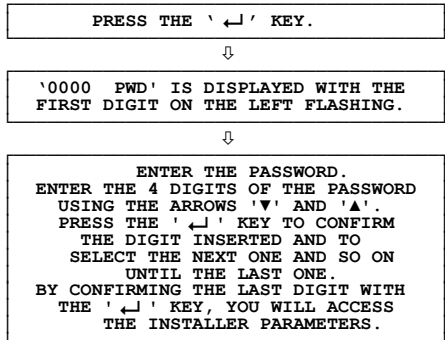 PRESS THE ‘ ↵ ’ KEY.
⇩
‘0000 PWD' IS DISPLAYED WITH THE
FIRST DIGIT ON THE LEFT FLASHING.
⇩
ENTER THE PASSWORD.
ENTER THE 4 DIGITS OF THE PASSWORD
USING THE ARROWS '▼' AND '▲'.
PRESS THE ' ↵ ' KEY TO CONFIRM
THE DIGIT INSERTED AND TO
SELECT THE NEXT ONE AND SO ON
UNTIL THE LAST ONE.
BY CONFIRMING THE LAST DIGIT WITH
THE ' ↵ ' KEY, YOU WILL ACCESS
THE INSTALLER PARAMETERS.